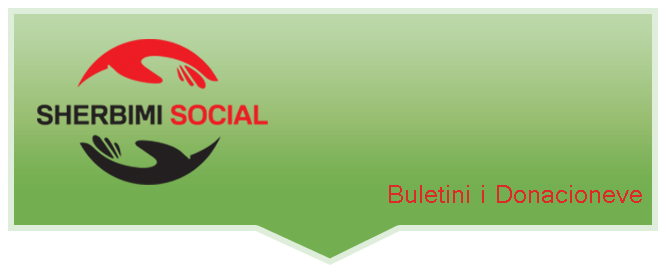 SHERBIMI SOCIAL
Buletini i Donacioneve